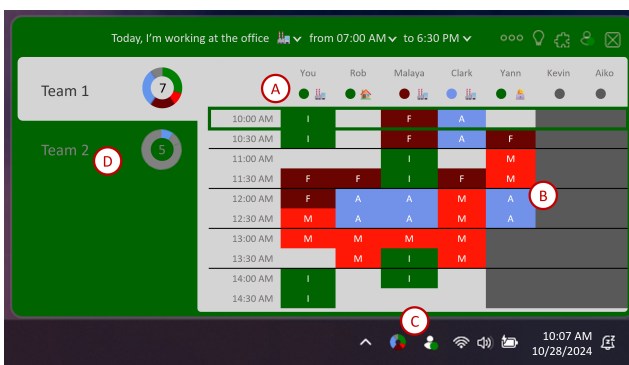 Today, I'm working at the office from 07:00 AM to 6:30 PM
Team 1 7
Team 2 5
A B C D
You Rob Malaya Clark Yann Kevin Aiko
10:00 AM I F A
10:30 AM I F A F
11:00 AM I M
11:30 AM F F I F M
12:00 AM F A A M A
12:30 AM M A A M A
13:00 AM M M M M
13:30 AM M I M
14:00 AM I I
14:30 AM I
10:07 AM
10/28/2024